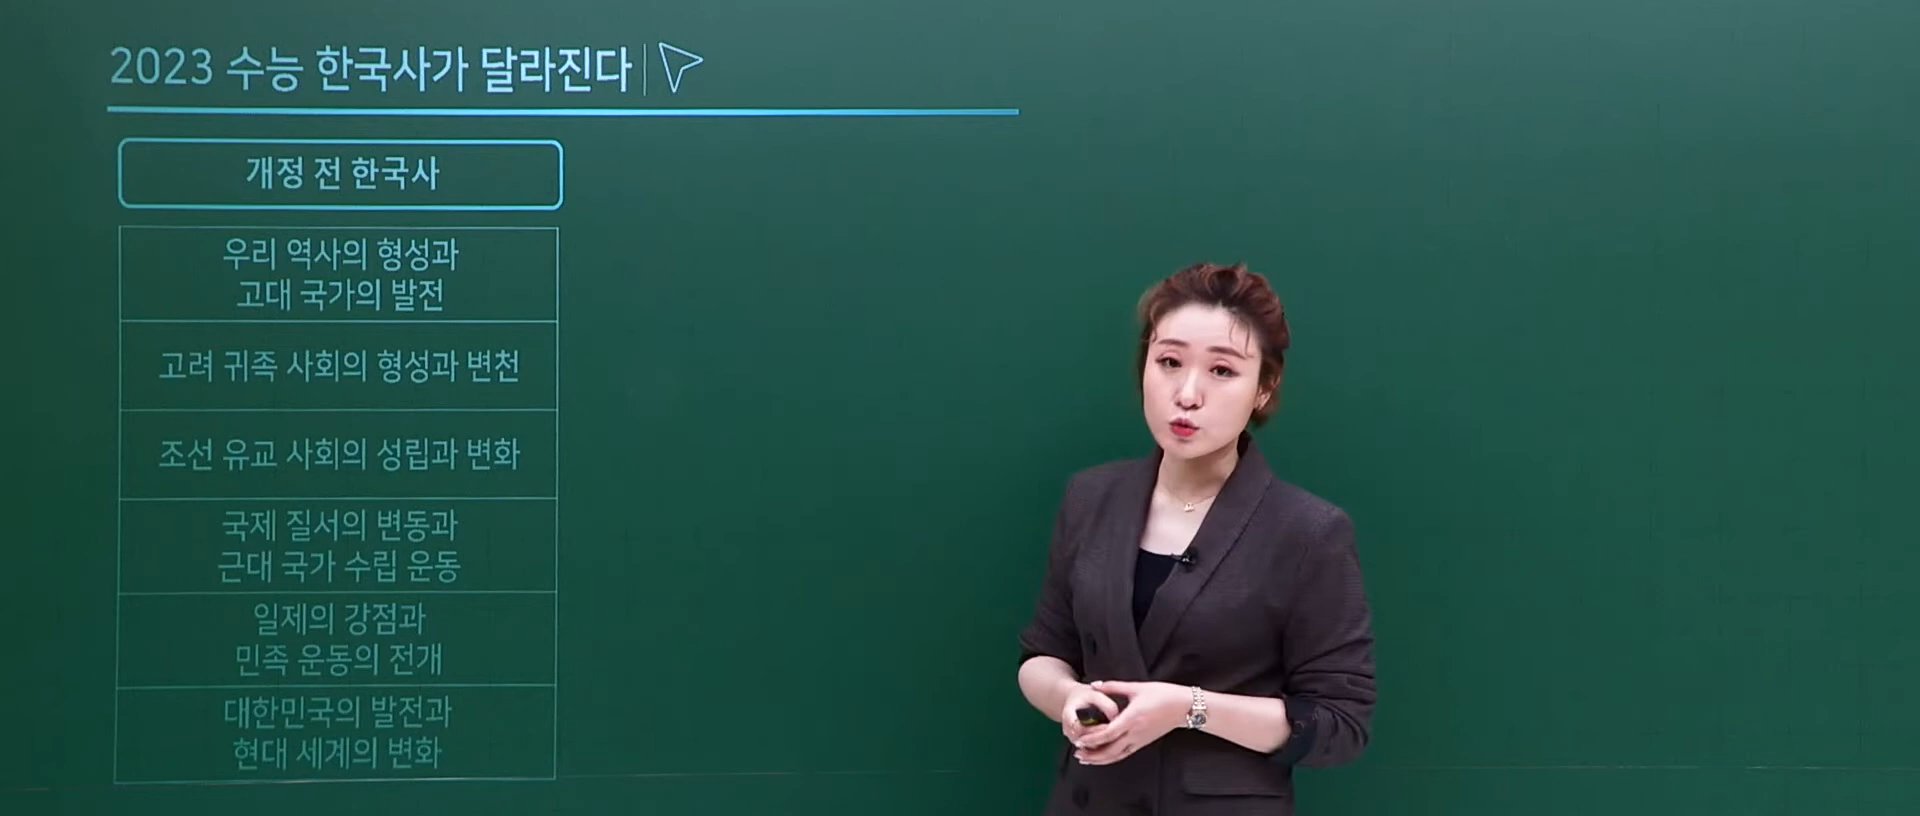 2023 수능 한국사가 달라진다
개정 전 한국사
우리 역사의 형성과
고대 국가의 발전
고려 귀족 사회의 형성과 변천
조선 유교 사회의 성립과 변화
국제 질서의 변동과
근대 국가 수립 운동
일제의 강점과
민족 운동의 전개
대한민국의 발전과
현대 세계의 변화